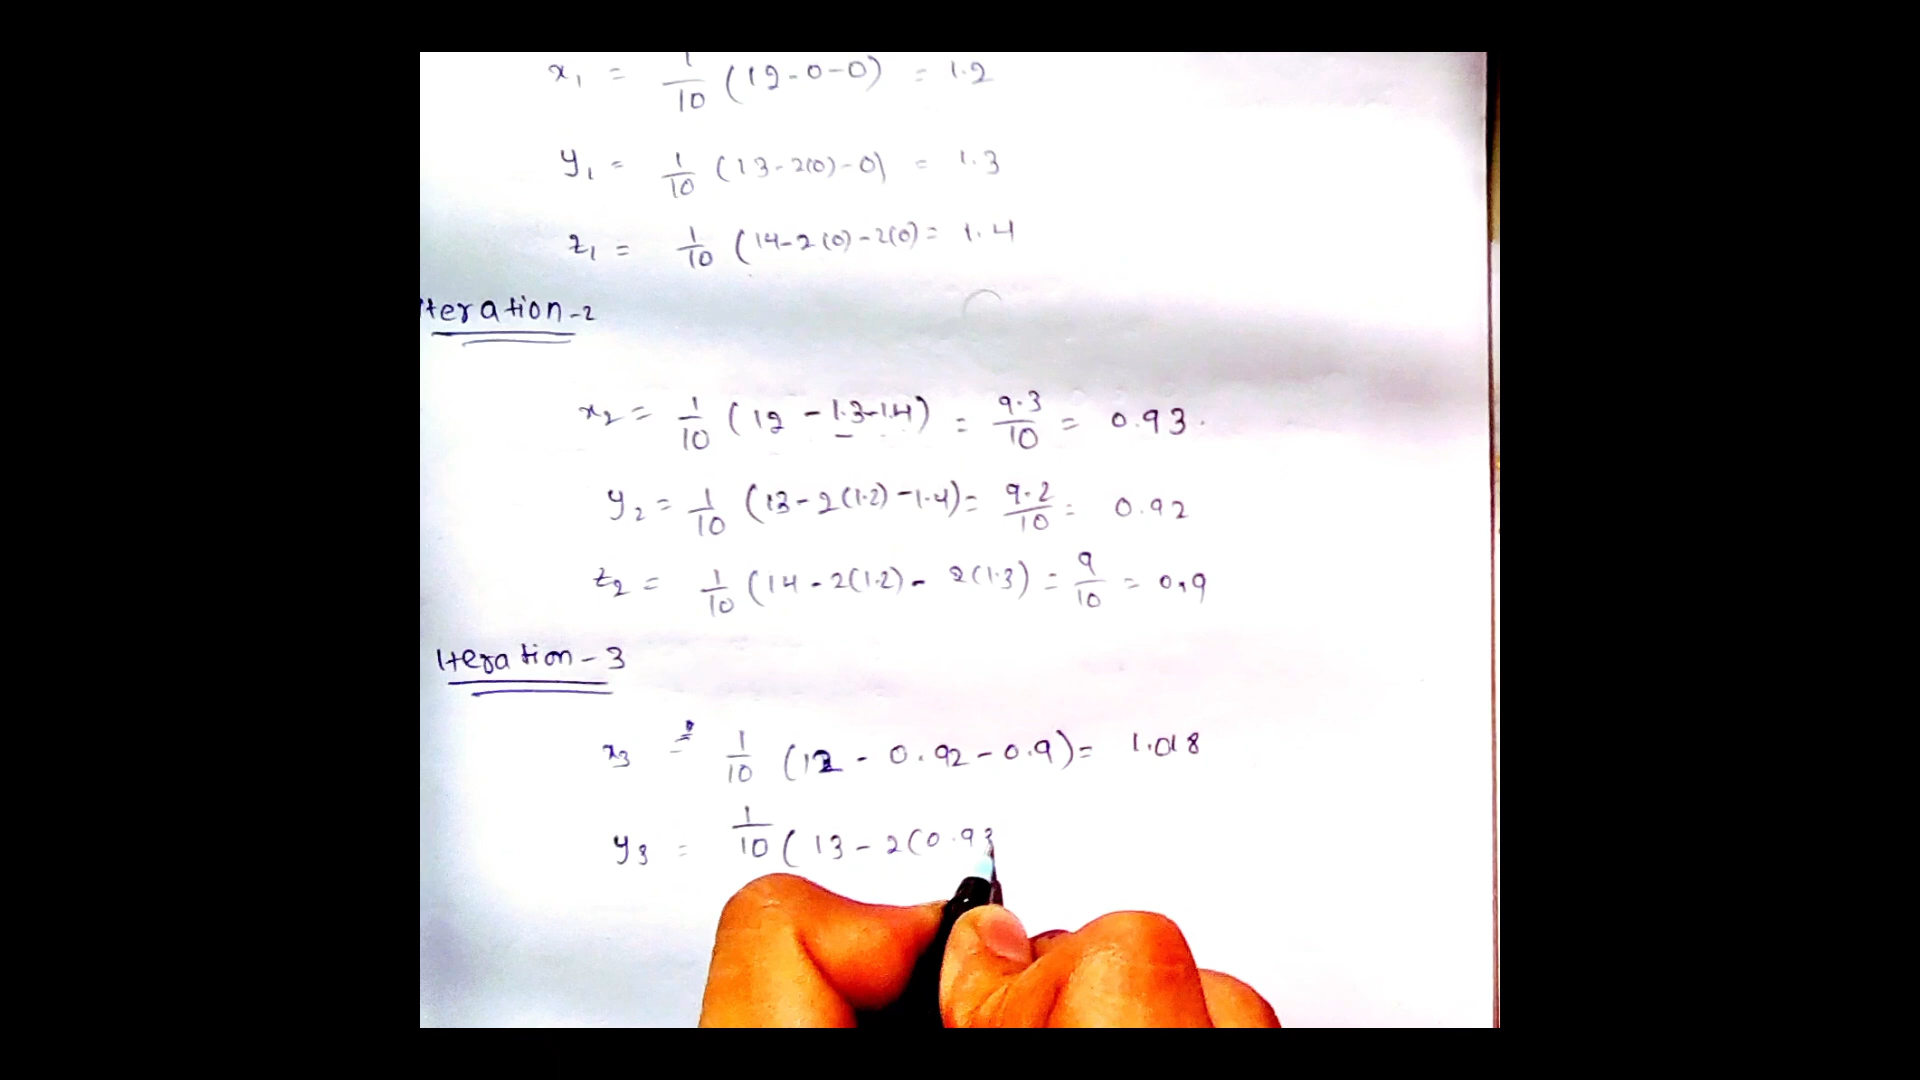 x₁ = 1/10 (12-0-0) = 1.2
y₁ = 1/10 (13-2(0)-0) = 1.3
z₁ = 1/10 (14-2(0)-2(0) = 1.4
Iteration-2
x₂ = 1/10 (12 - 1.3-1.4) = 9.3/10 = 0.93.
y₂ = 1/10 (13-2(1.2)-1.4) = 9.2/10 = 0.92
z₂ = 1/10 (14-2(1.2)- 2(1.3) = 9/10 = 0.9
Iteration-3
x₃ = 1/10 (12 - 0.92-0.9) = 1.018
y₃ = 1/10 ( 13 - 2(0.93